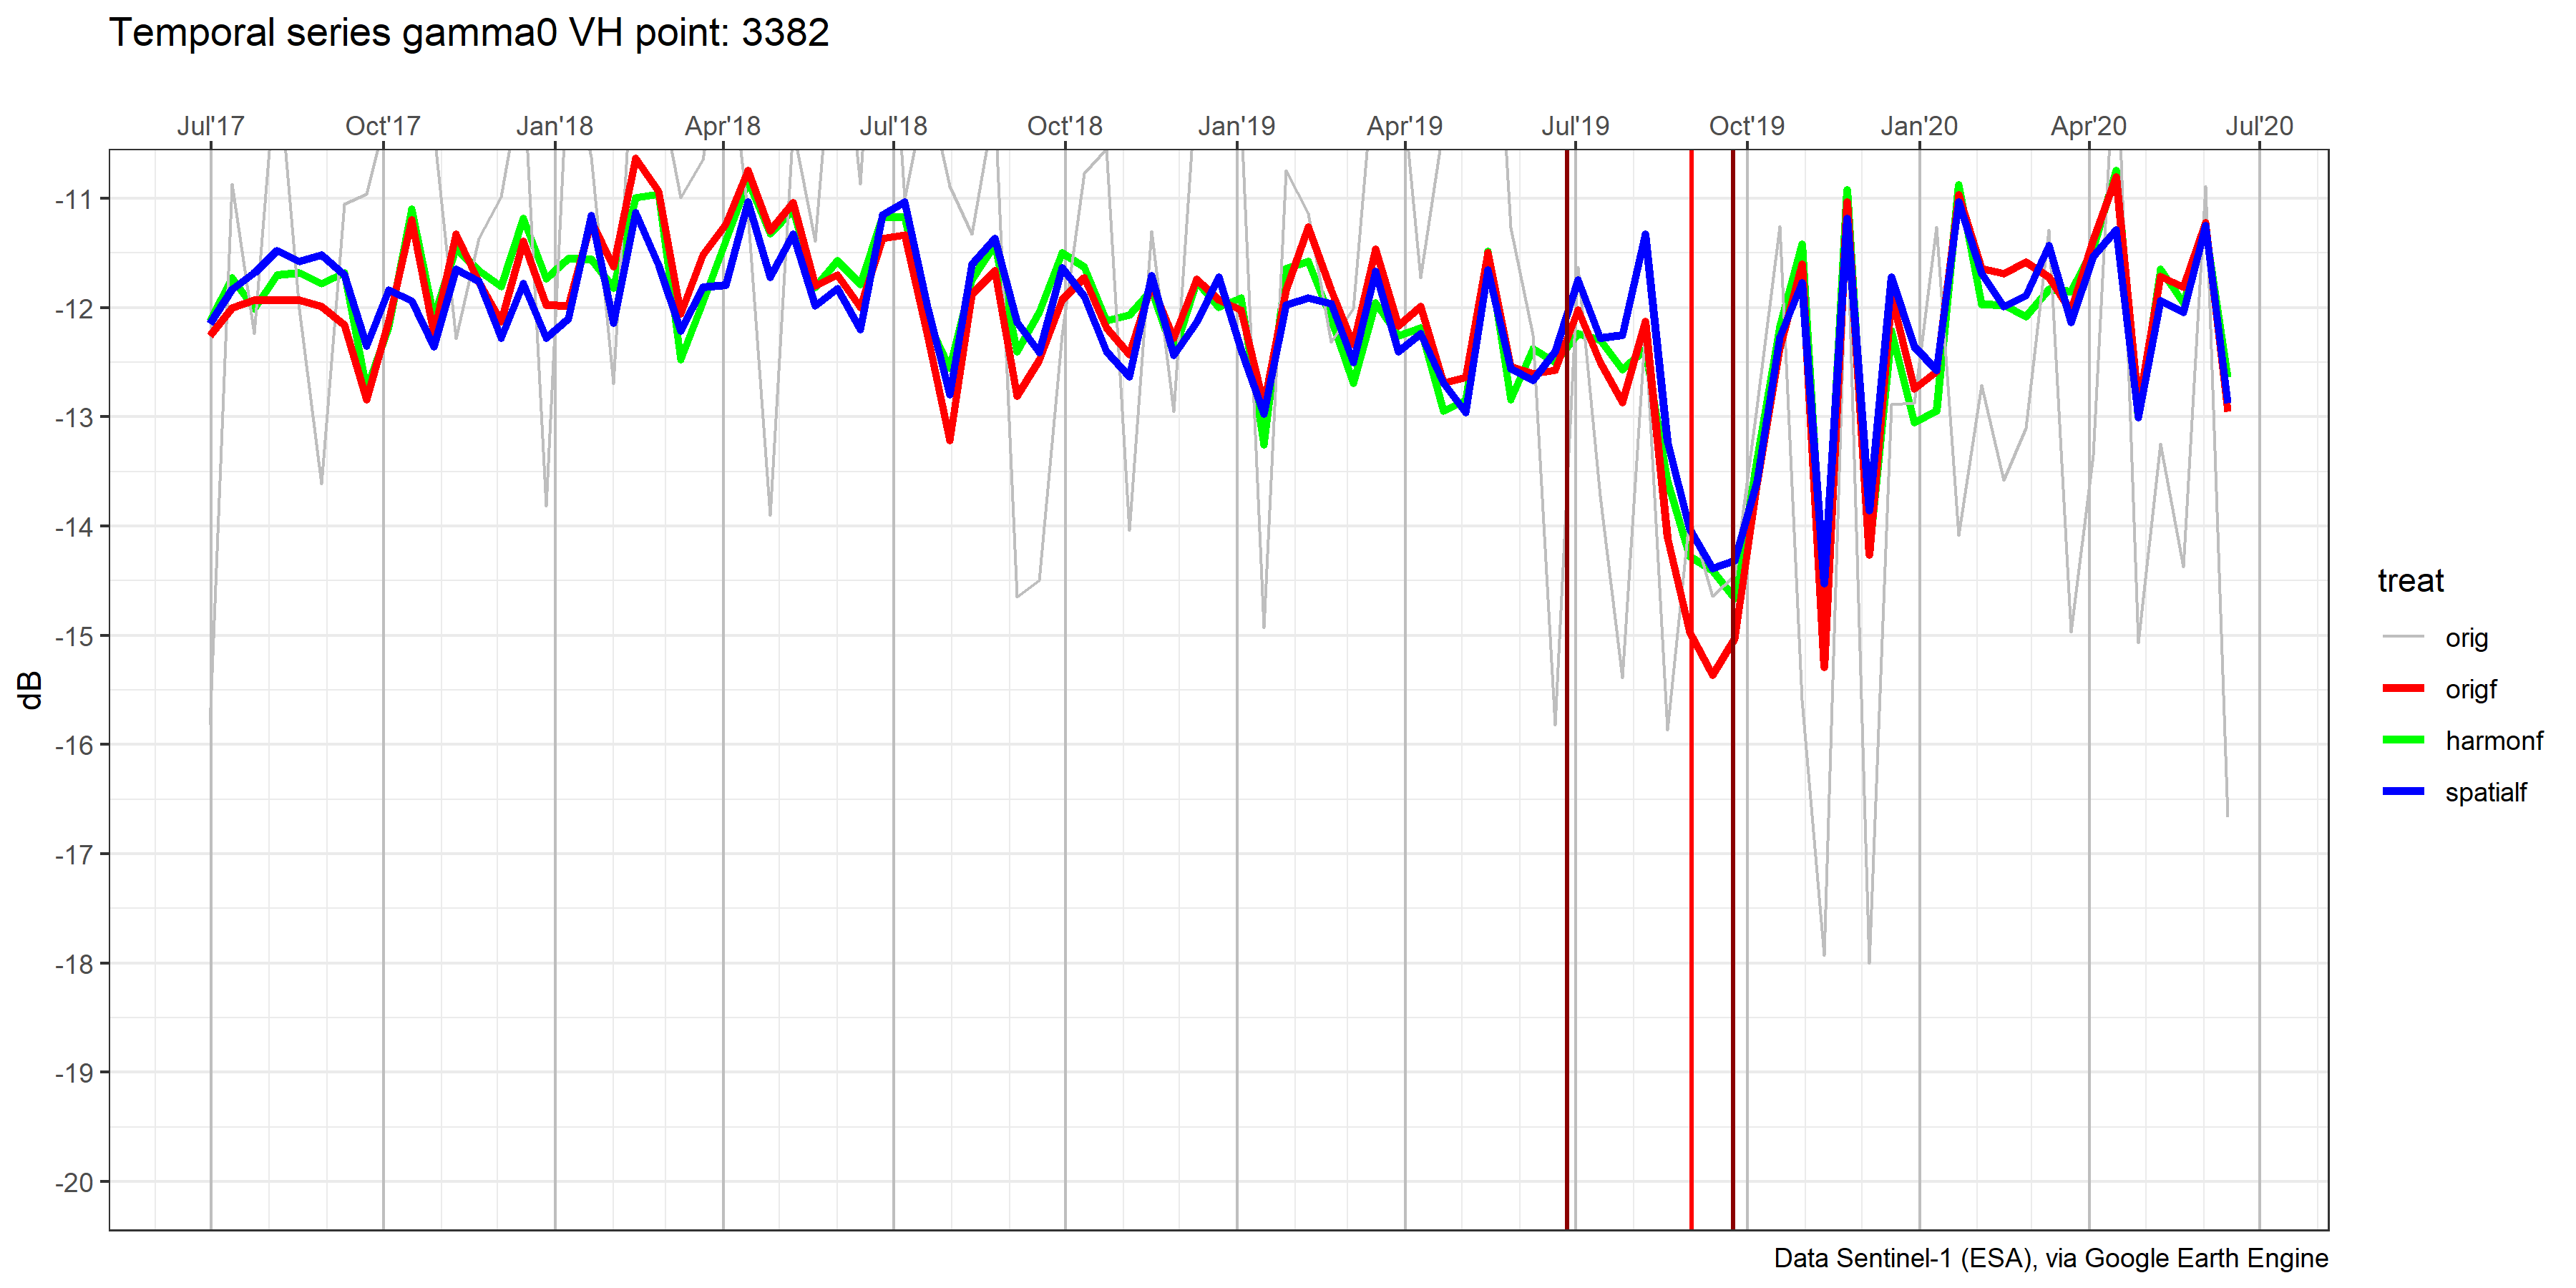 Temporal series gamma0 VH point: 3382
Jul'17 Oct'17 Jan'18 Apr'18 Jul'18 Oct'18 Jan'19 Apr'19 Jul'19 Oct'19 Jan'20 Apr'20 Jul'20
-11
-12
-13
-14
-15
-16
-17
-18
-19
-20
dB
treat
orig
origf
harmonf
spatialf
Data Sentinel-1 (ESA), via Google Earth Engine